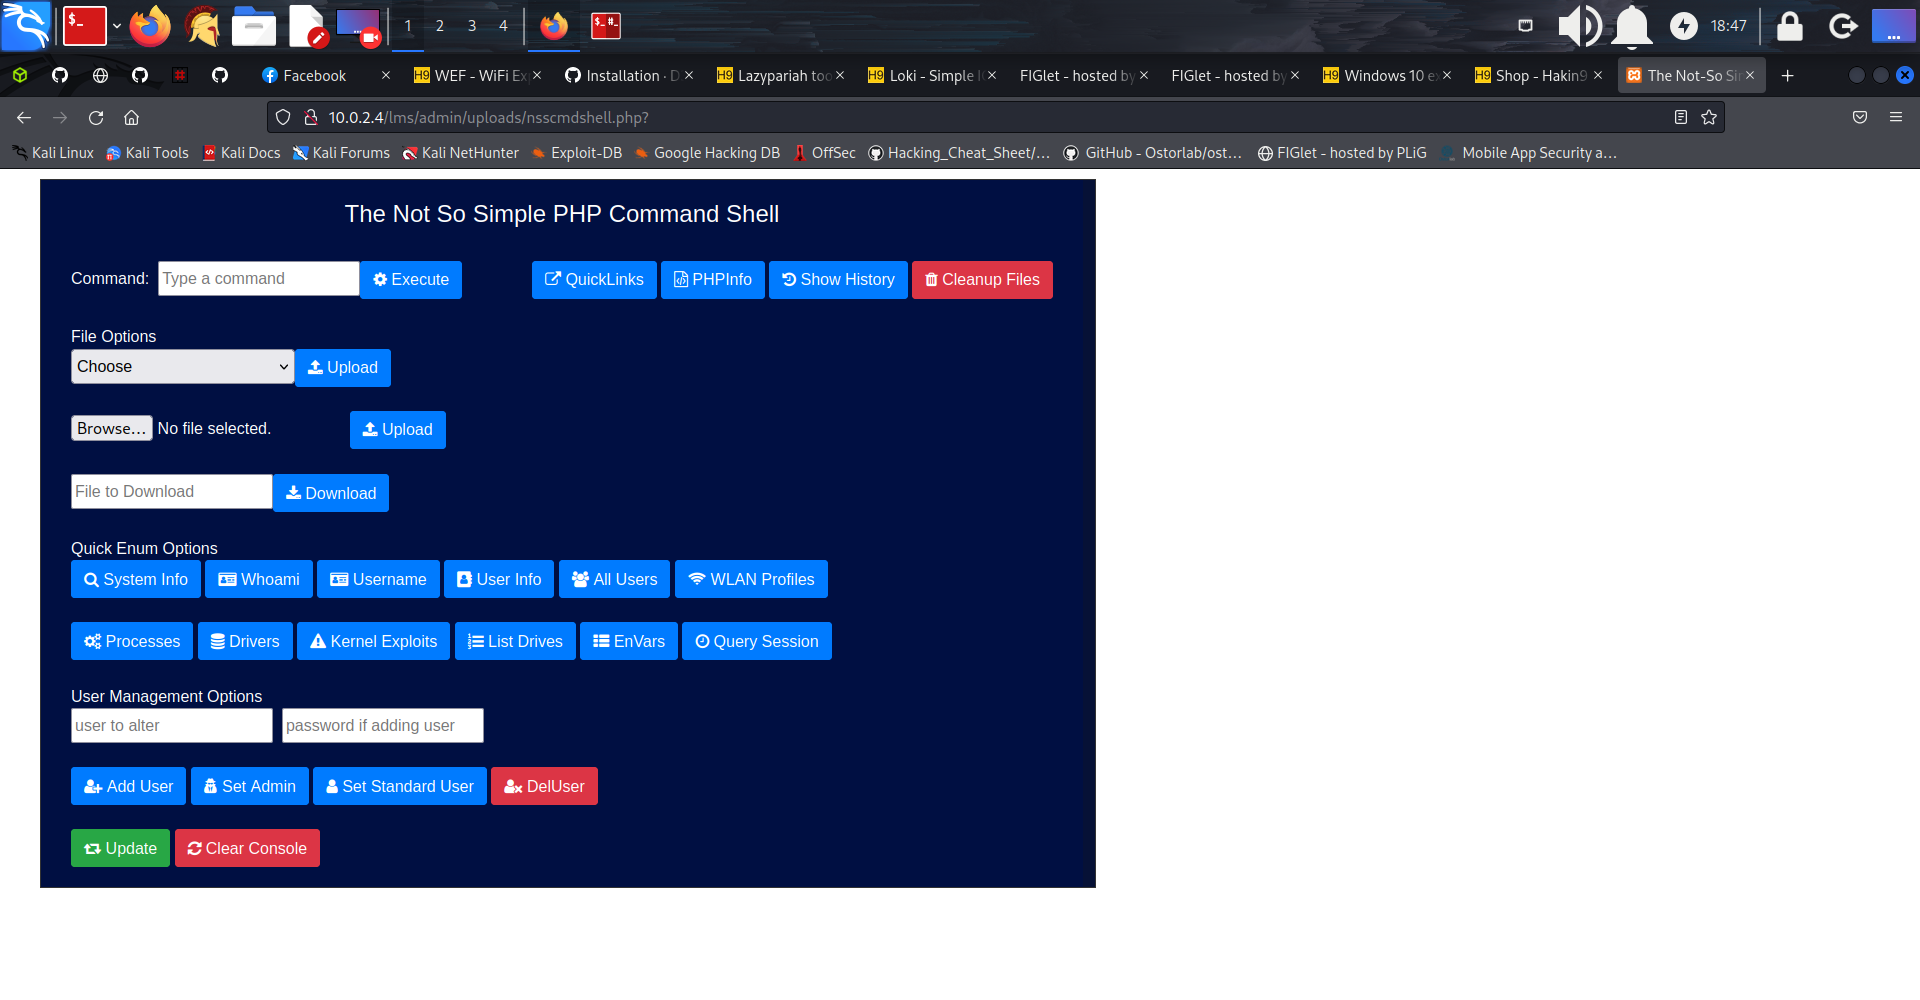 $_ 1 2 3 4 $_ #_ 18:47
Facebook × WEF - WiFi Ex × Installation · D × Lazypariah too × Loki - Simple I × FIGlet - hosted by × FIGlet - hosted by × Windows 10 e × Shop - Hakin9 × The Not-So Si × +
10.0.2.4/lms/admin/uploads/nsscmdshell.php?
Kali Linux Kali Tools Kali Docs Kali Forums Kali NetHunter Exploit-DB Google Hacking DB OffSec Hacking_Cheat_Sheet/... GitHub - Ostorlab/ost... FIGlet - hosted by PLiG Mobile App Security a...
The Not So Simple PHP Command Shell
Command: Type a command Execute QuickLinks PHPInfo Show History Cleanup Files
File Options
Choose Upload
Browse... No file selected. Upload
File to Download Download
Quick Enum Options
System Info Whoami Username User Info All Users WLAN Profiles
Processes Drivers Kernel Exploits List Drives EnVars Query Session
User Management Options
user to alter password if adding user
Add User Set Admin Set Standard User DelUser
Update Clear Console